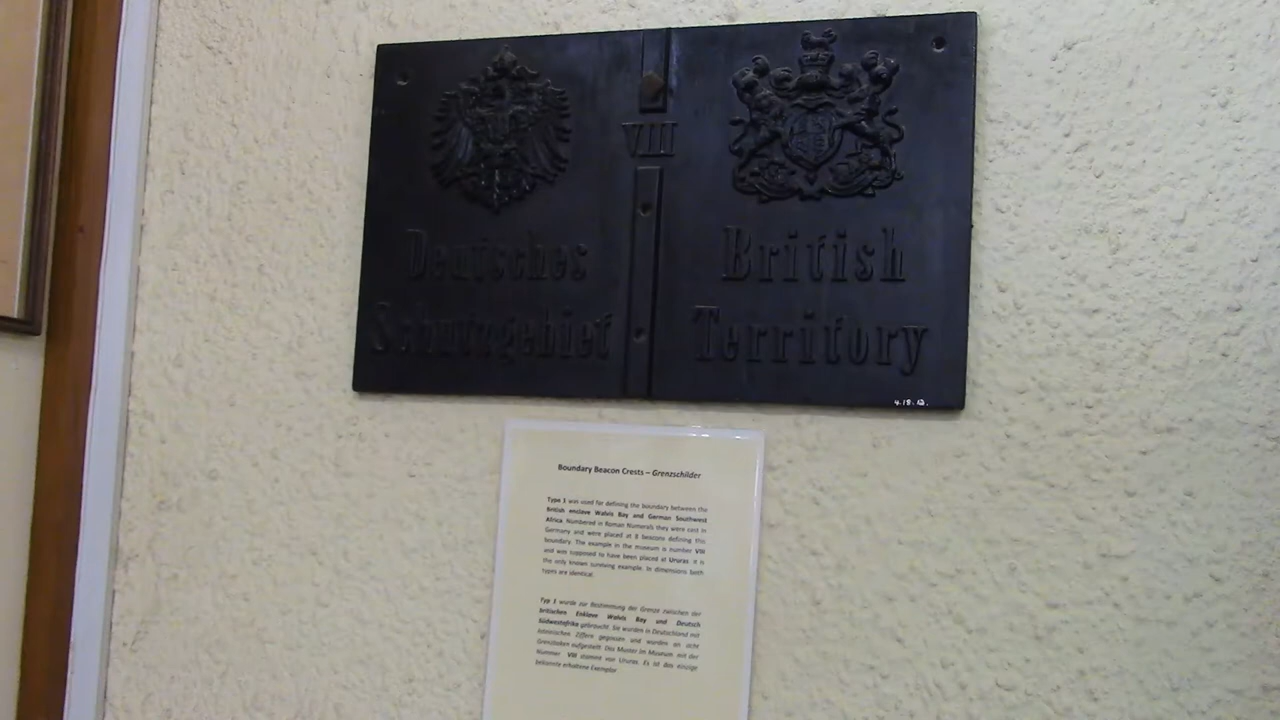 VIII
Deutsches
Schutzgebiet
British
Territory
4.18.12.
Boundary Beacon Crests – Grenzschilder
Type 1 was used for defining the boundary between the
British enclave Walvis Bay and German Southwest
Africa. Numbered in Roman Numerals they were cast in
Germany and were placed at 8 beacons defining this
boundary. The example in the museum is number VIII
and was supposed to have been placed at Ururas. It is
the only known surviving example. In dimensions both
types are identical.
Typ 1 wurde zur Bestimmung der Grenze zwischen der
britischen Enklave Walvis Bay und Deutsch
Südwestafrika gebraucht. Sie wurden in Deutschland mit
römischen Ziffern gegossen und wurden an acht
Grenzbaken aufgestellt. Das Muster im Museum mit der
Nummer VIII stammt von Ururas. Es ist das einzige
bekannte erhaltene Exemplar